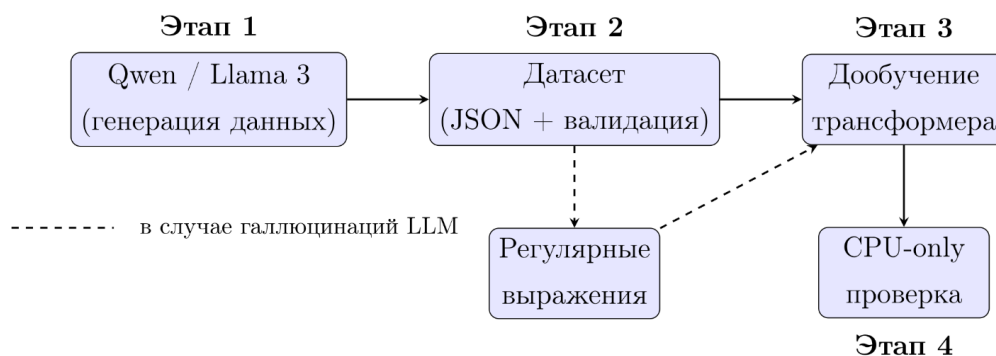 Этап 1
Qwen / Llama 3
(генерация данных)
Этап 2
Датасет
(JSON + валидация)
Этап 3
Дообучение
трансформера
в случае галлюцинаций LLM
Регулярные
выражения
CPU-only
проверка
Этап 4